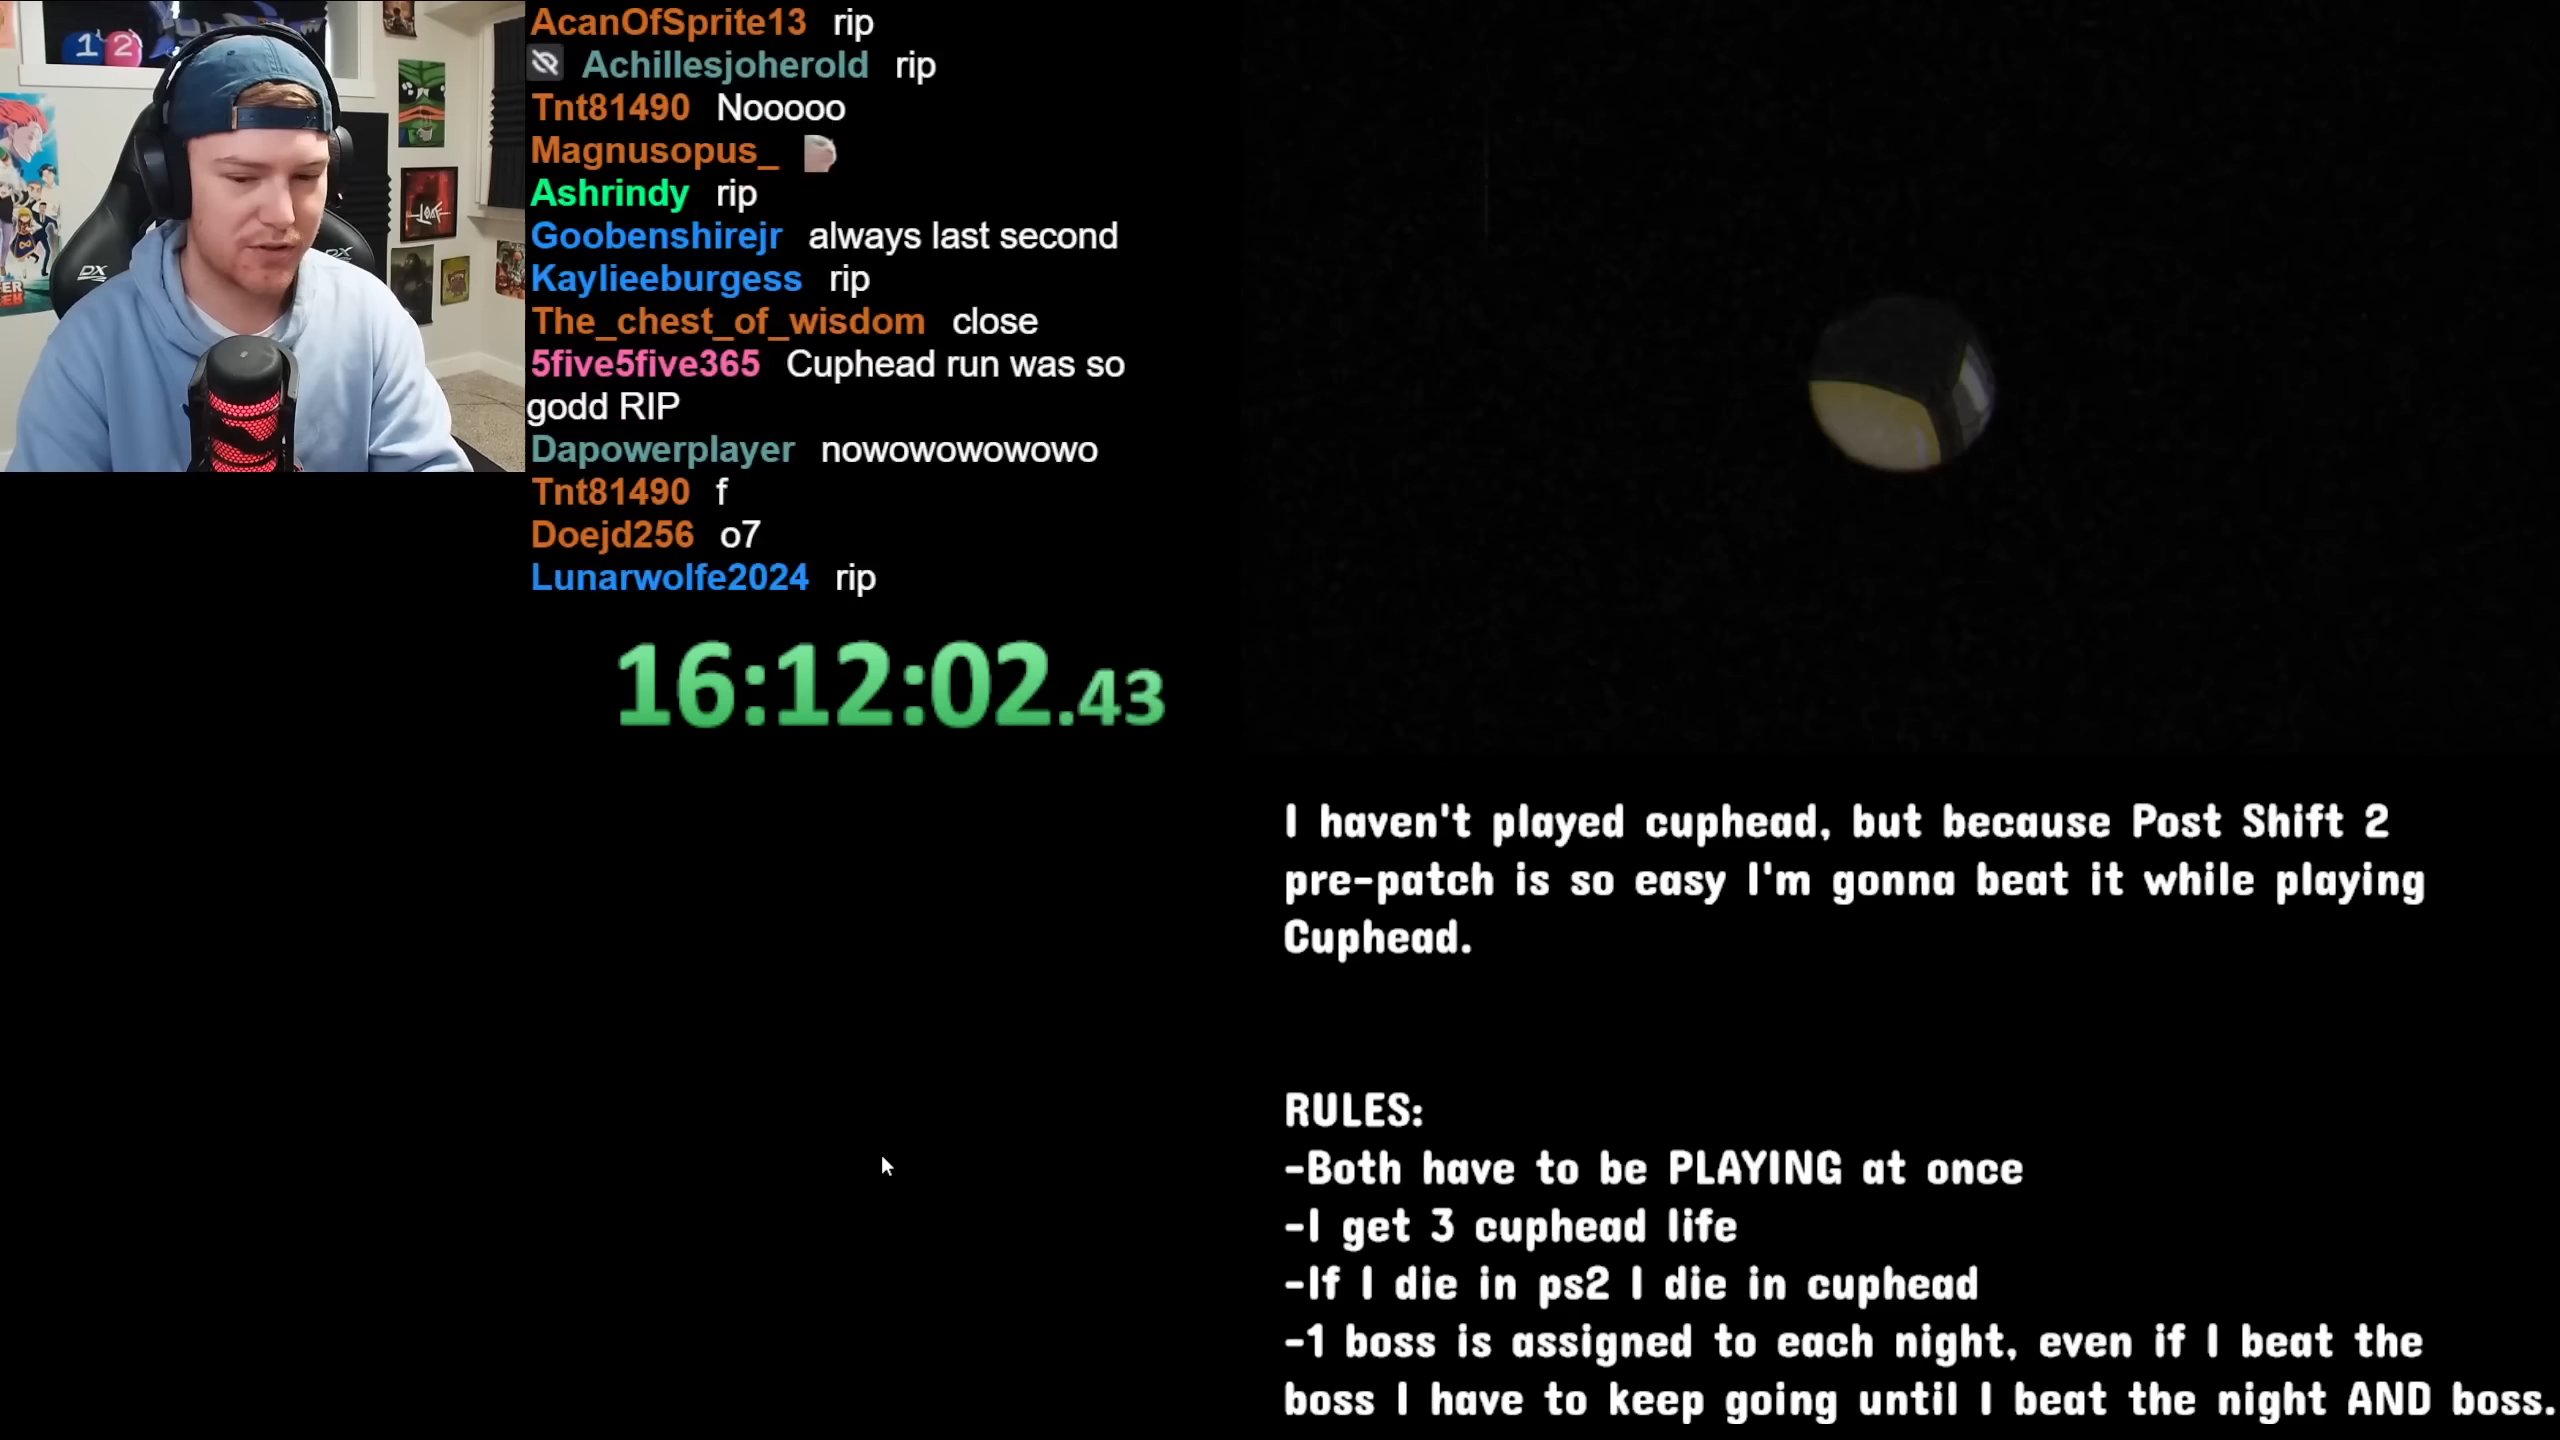 1 2
DX
DX
LOAF
AcanOfSprite13 rip
Achillesjoherold rip
Tnt81490 Nooooo
Magnusopus_
Ashrindy rip
Goobenshirejr always last second
Kaylieeburgess rip
The_chest_of_wisdom close
5five5five365 Cuphead run was so
godd RIP
Dapowerplayer nowowowowowo
Tnt81490 f
Doejd256 o7
Lunarwolfe2024 rip
16:12:02.43
I haven't played cuphead, but because Post Shift 2
pre-patch is so easy I'm gonna beat it while playing
Cuphead.
RULES:
-Both have to be PLAYING at once
-I get 3 cuphead life
-If I die in ps2 I die in cuphead
-1 boss is assigned to each night, even if I beat the
boss I have to keep going until I beat the night AND boss.